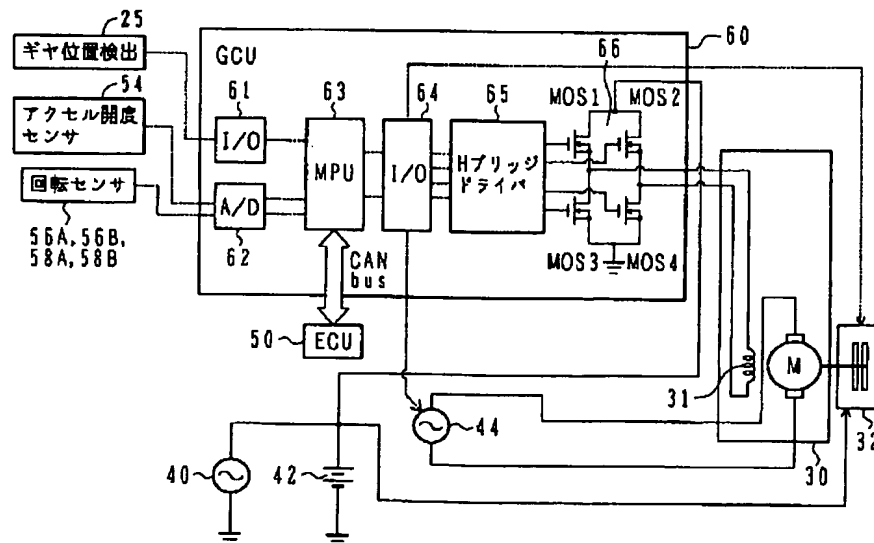 25
ギヤ位置検出
54
アクセル開度
センサ
回転センサ
56A, 56B,
58A, 58B
GCU
60
61
I/O
A/D
62
63
MPU
64
I/O
65
Hブリッジ
ドライバ
66
MOS1
MOS2
MOS3
MOS4
CAN
bus
50
ECU
44
40
42
31
M
30
32